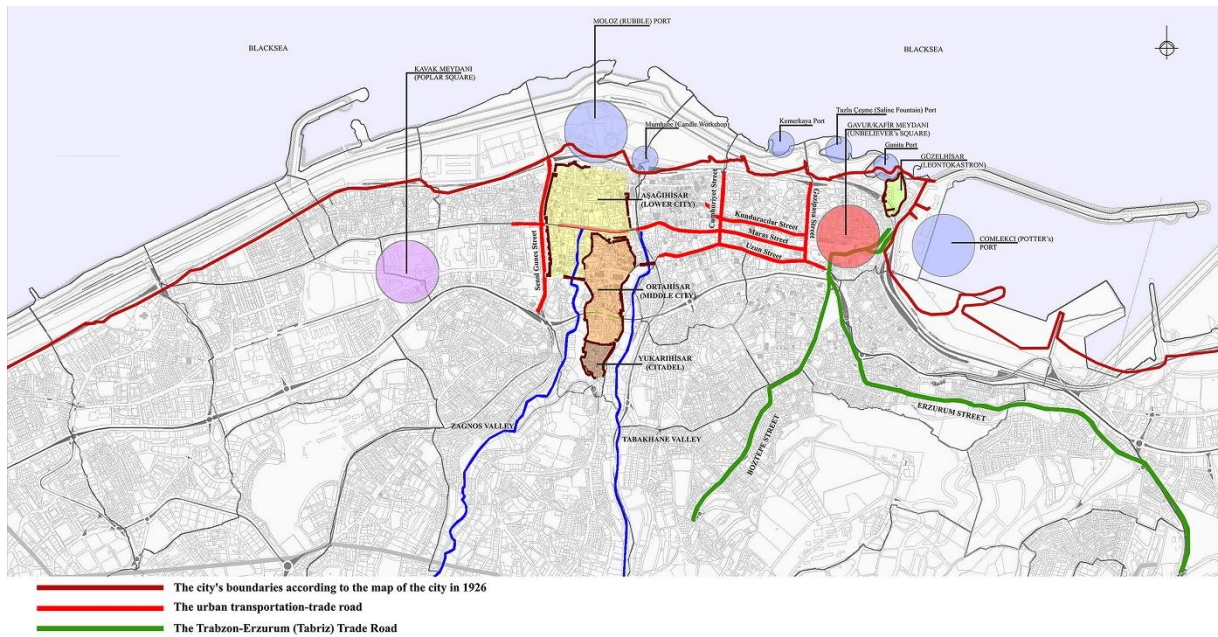 MOLOZ (RUBBLE) PORT
BLACKSEA
BLACKSEA
KAVAK MEYDANI
(POPLAR SQUARE)
Tuzlu Çeşme (Saline Fountain) Port
Kemerkaya Port
GAVUR/KAFİR MEYDANI
(UNBELIEVER's SQUARE)
Mumhane (Candle Workshop)
Ganita Port
GÜZELHİSAR
(LEONTOKASTRON)
AŞAĞIHİSAR
(LOWER CITY)
Cumhuriyet Street
Gazipaşa Street
Kunduracılar Street
Maras Street
Uzun Street
Senol Gunes Street
COMLEKCI (POTTER's)
PORT
ORTAHİSAR
(MIDDLE CITY)
YUKARIHİSAR
(CITADEL)
ZAGNOS VALLEY
TABAKHANE VALLEY
BOZTEPE STREET
ERZURUM STREET
The city's boundaries according to the map of the city in 1926
The urban transportation-trade road
The Trabzon-Erzurum (Tabriz) Trade Road